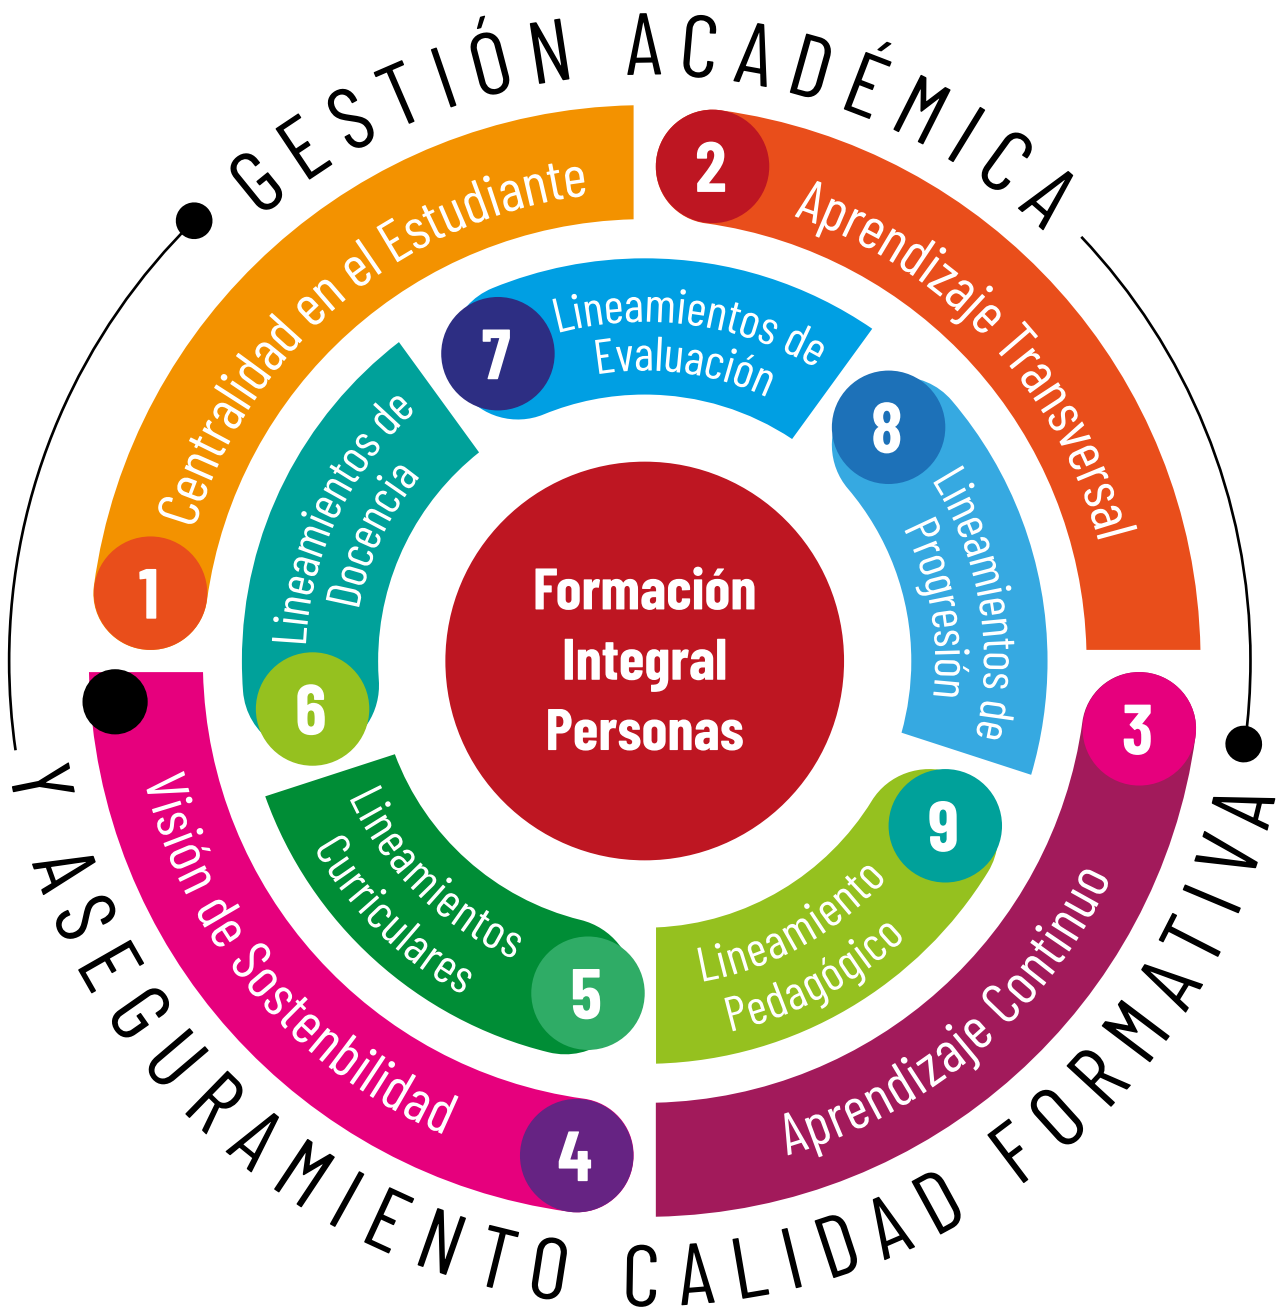 GESTIÓN ACADÉMICA
Y ASEGURAMIENTO CALIDAD FORMATIVA
1
Centralidad en el Estudiante
2
Aprendizaje Transversal
3
Aprendizaje Continuo
4
Visión de Sostenbilidad
5
Lineamientos
Curriculares
6
Lineamientos de
Docencia
7
Lineamientos de
Evaluación
8
Lineamientos de
Progresión
9
Lineamiento
Pedagógico
Formación
Integral
Personas